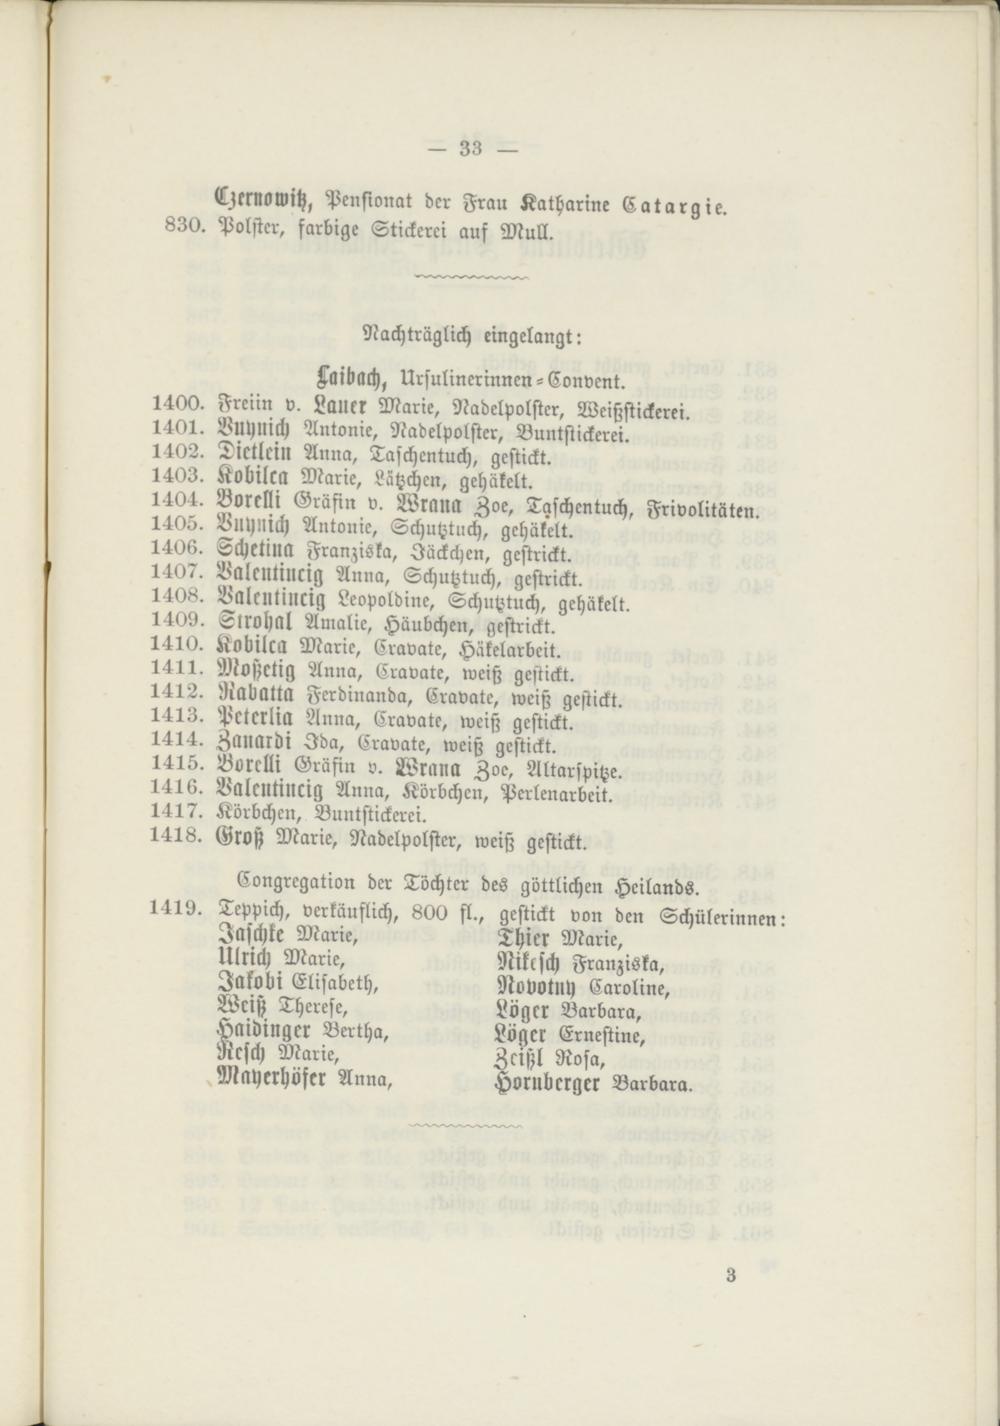 — 33 —
Czernowitz, Pensionat der Frau Katharine Catargie.
830. Polster, farbige Stickerei auf Mull.
Nachträglich eingelangt:
Laibach, Ursulinerinnen-Convent.
1400. Freiin v. Lauer Marie, Nadelpolster, Weißstickerei.
1401. Vuynich Antonie, Nadelpolster, Buntstickerei.
1402. Dietlein Anna, Taschentuch, gestickt.
1403. Kobilca Marie, Lätzchen, gehäkelt.
1404. Borelli Gräfin v. Wrana Zoe, Taschentuch, Frivolitäten.
1405. Vuynich Antonie, Schutztuch, gehäkelt.
1406. Schetina Franziska, Jäckchen, gestrickt.
1407. Valentincig Anna, Schutztuch, gestrickt.
1408. Valentincig Leopoldine, Schutztuch, gehäkelt.
1409. Strohal Amalie, Häubchen, gestrickt.
1410. Kobilca Marie, Cravate, Häkelarbeit.
1411. Moßetig Anna, Cravate, weiß gestickt.
1412. Rabatta Ferdinanda, Cravate, weiß gestickt.
1413. Peterlia Anna, Cravate, weiß gestickt.
1414. Zanardi Ida, Cravate, weiß gestickt.
1415. Borelli Gräfin v. Wrana Zoe, Altarspitze.
1416. Valentincig Anna, Körbchen, Perlenarbeit.
1417. Körbchen, Buntstickerei.
1418. Groß Marie, Nadelpolster, weiß gestickt.
Congregation der Töchter des göttlichen Heilands.
1419. Teppich, verkäuflich, 800 fl., gestickt von den Schülerinnen:
Jaschke Marie,
Ulrich Marie,
Jakobi Elisabeth,
Weiß Therese,
Haidinger Bertha,
Resch Marie,
Mayerhöfer Anna,
Thier Marie,
Nikesch Franziska,
Novotny Caroline,
Löger Barbara,
Löger Ernestine,
Zeißl Rosa,
Hornberger Barbara.
3